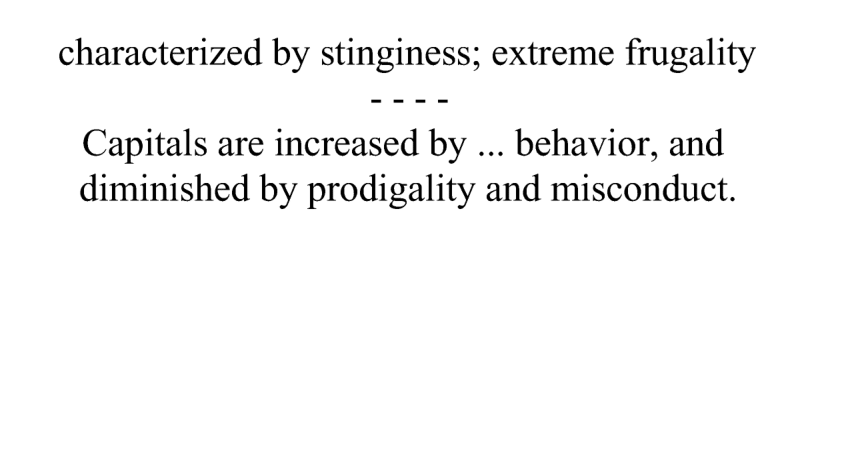 characterized by stinginess; extreme frugality
- - - -
Capitals are increased by ... behavior, and
diminished by prodigality and misconduct.